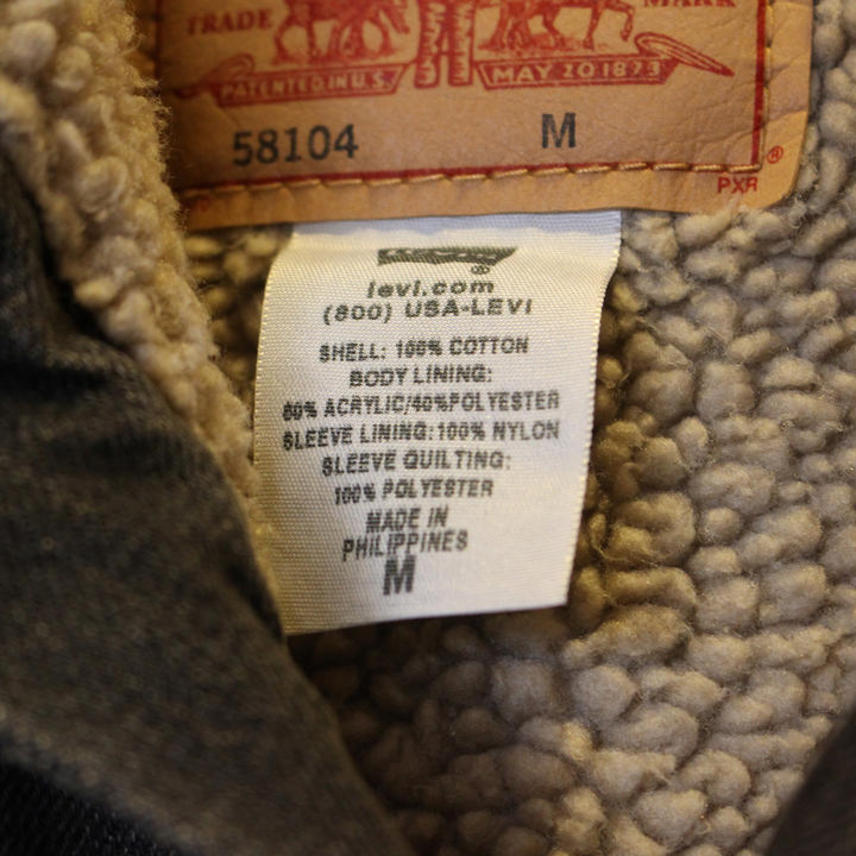 TRADE MARK
PATENTED IN U.S. MAY 20 1873
58104 M
PXR ®
®
levi.com
(800) USA-LEVI
SHELL: 100% COTTON
BODY LINING:
60% ACRYLIC/40%POLYESTER
SLEEVE LINING:100% NYLON
SLEEVE QUILTING:
100% POLYESTER
MADE IN
PHILIPPINES
M